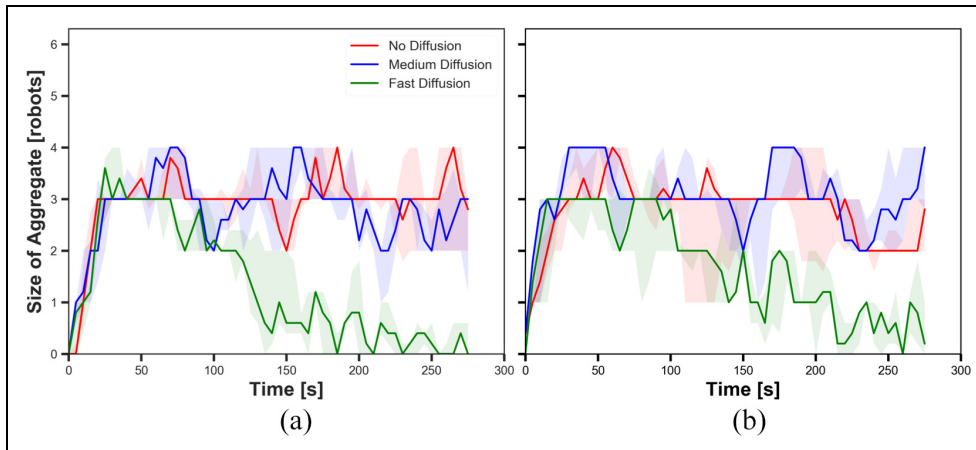 6
5
4
3
2
1
0
Size of Aggregate [robots]
No Diffusion
Medium Diffusion
Fast Diffusion
0 50 100 150 200 250 300
Time [s]
(a)
0 50 100 150 200 250 300
Time [s]
(b)